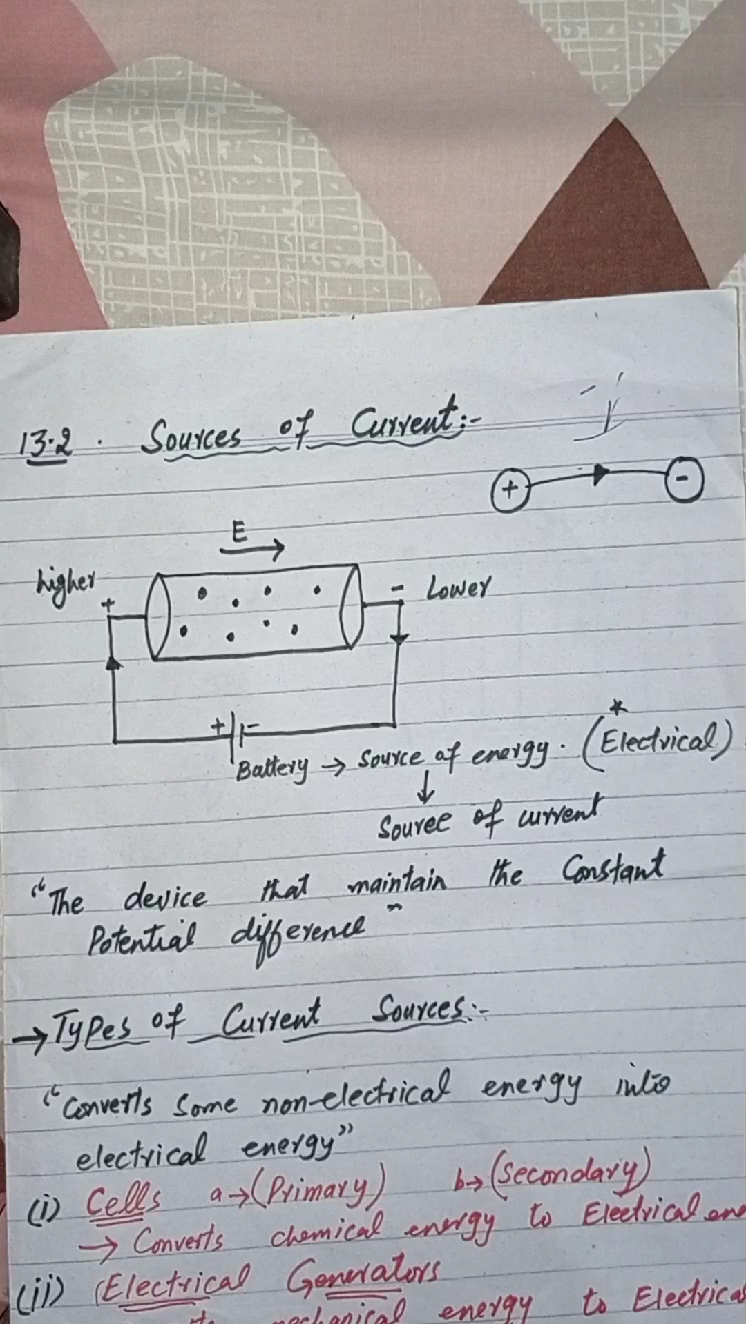 13.2. Sources of Current:-
+ -
E
higher + - Lower
+ -
Battery → Source of energy. (Electrical)*
↓
Source of current
"The device that maintain the Constant
Potential difference"
→ Types of Current Sources:-
"Converts Some non-electrical energy into
electrical energy"
(i) Cells a→(Primary) b→(Secondary)
→ Converts chemical energy to Electrical
(ii) Electrical Generators
mechanical energy to Electrica